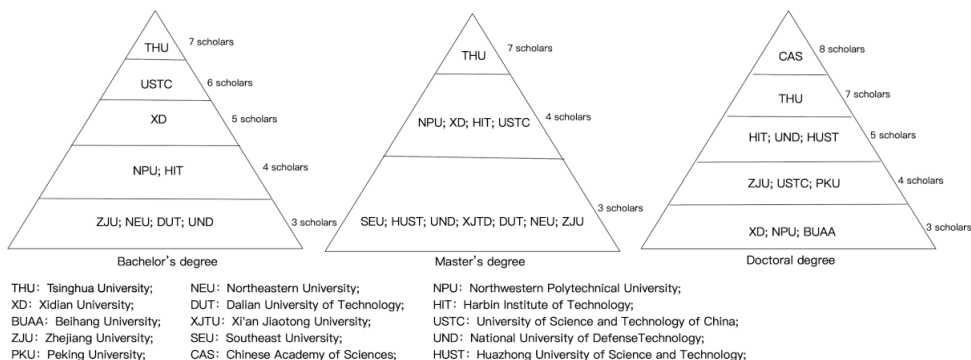 THU
7 scholars
USTC
6 scholars
XD
5 scholars
NPU; HIT
4 scholars
ZJU; NEU; DUT; UND
3 scholars
Bachelor's degree
THU
7 scholars
NPU; XD; HIT; USTC
4 scholars
SEU; HUST; UND; XJTD; DUT; NEU; ZJU
3 scholars
Master's degree
CAS
8 scholars
THU
7 scholars
HIT; UND; HUST
5 scholars
ZJU; USTC; PKU
4 scholars
XD; NPU; BUAA
3 scholars
Doctoral degree
THU: Tsinghua University; NEU: Northeastern University; NPU: Northwestern Polytechnical University;
XD: Xidian University; DUT: Dalian University of Technology; HIT: Harbin Institute of Technology;
BUAA: Beihang University; XJTU: Xi'an Jiaotong University; USTC: University of Science and Technology of China;
ZJU: Zhejiang University; SEU: Southeast University; UND: National University of DefenseTechnology;
PKU: Peking University; CAS: Chinese Academy of Sciences; HUST: Huazhong University of Science and Technology;